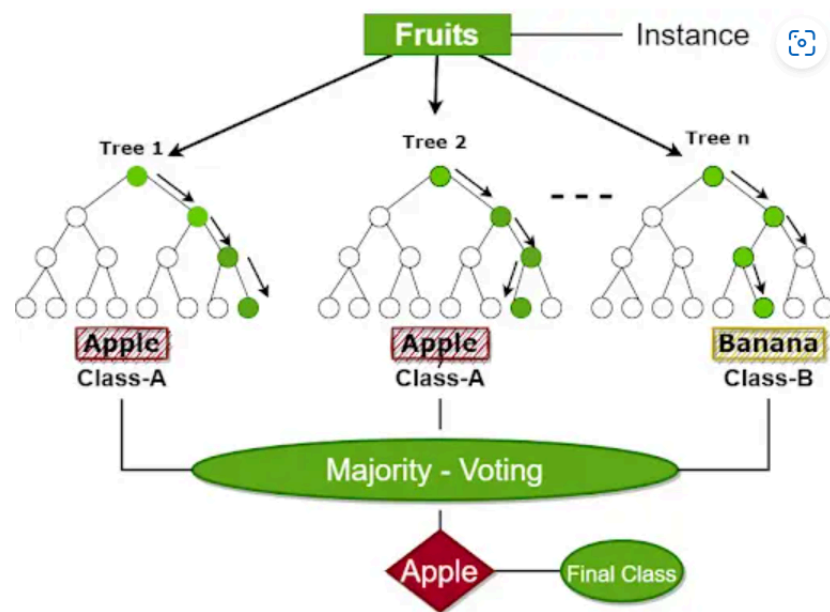 Fruits
Instance
Tree 1
Tree 2
Tree n
Apple
Class-A
Apple
Class-A
Banana
Class-B
Majority - Voting
Apple
Final Class